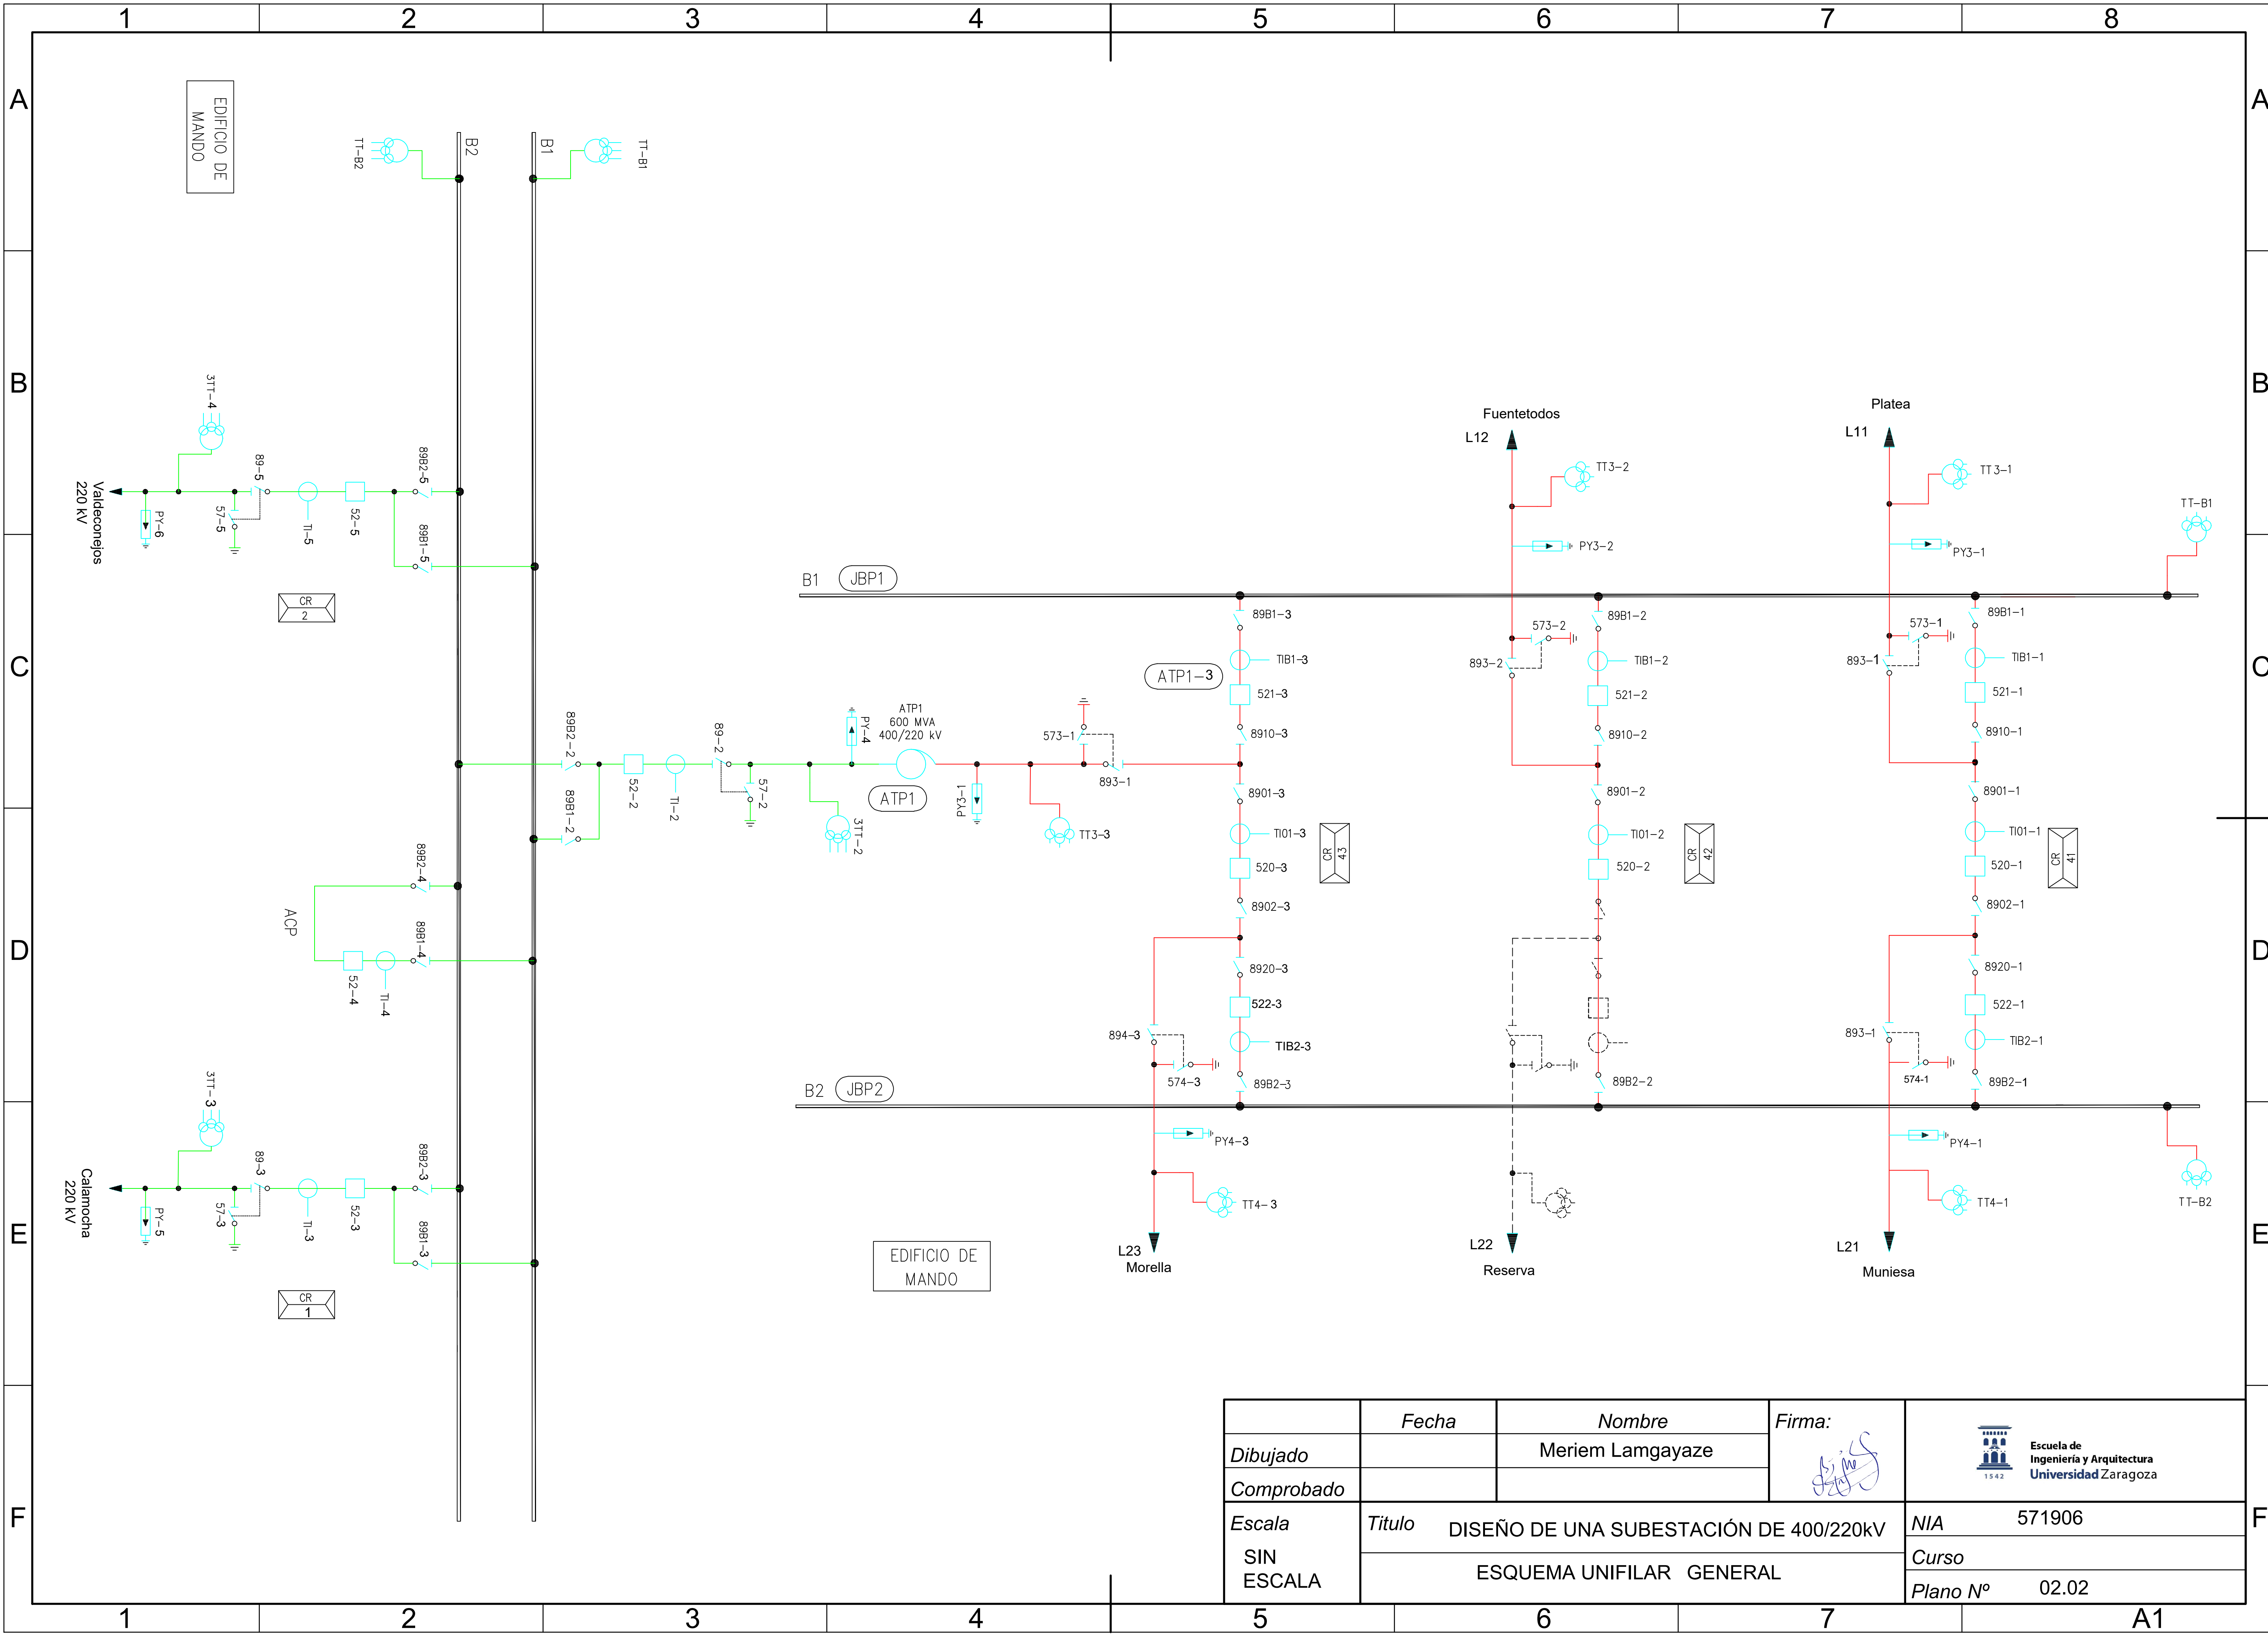 1 2 3 4 5 6 7 8
A A
EDIFICIO DE
MANDO
TT-B2
B2
B1
TT-B1
B B
3TT-4
89-5
57-5
PY-6
TI-5
52-5
89B2-5
89B1-5
Valdeconejos
220 kV
CR
2
Fuentetodos
L12
TT3-2
PY3-2
Platea
L11
TT3-1
PY3-1
TT-B1
B1
JBP1
C C
89B1-3
TIB1-3
ATP1-3
521-3
8910-3
573-2
893-2
89B1-2
TIB1-2
521-2
8910-2
573-1
893-1
89B1-1
TIB1-1
521-1
8910-1
89B2-2
89B1-2
52-2
TI-2
89-2
57-2
PY-4
3TT-2
ATP1
600 MVA
400/220 kV
ATP1
PY3-1
573-1
893-1
TT3-3
8901-3
TI01-3
520-3
8902-3
CR
43
8901-2
TI01-2
520-2
CR
42
8901-1
TI01-1
520-1
8902-1
CR
41
D D
89B2-4
89B1-4
ACP
52-4
TI-4
8920-3
522-3
TIB2-3
894-3
574-3
89B2-3
89B2-2
8920-1
522-1
TIB2-1
893-1
574-1
89B2-1
B2
JBP2
3TT-3
89-3
57-3
PY-5
TI-3
52-3
89B2-3
89B1-3
Calamocha
220 kV
CR
1
E E
PY4-3
TT4-3
L23
Morella
L22
Reserva
PY4-1
TT4-1
L21
Muniesa
TT-B2
EDIFICIO DE
MANDO
F F
Fecha Nombre Firma:
Dibujado Meriem Lamgayaze
Comprobado
1542
Escuela de
Ingeniería y Arquitectura
Universidad Zaragoza
Escala
SIN
ESCALA
Titulo DISEÑO DE UNA SUBESTACIÓN DE 400/220kV
ESQUEMA UNIFILAR GENERAL
NIA 571906
Curso
Plano Nº 02.02
1 2 3 4 5 6 7 A1